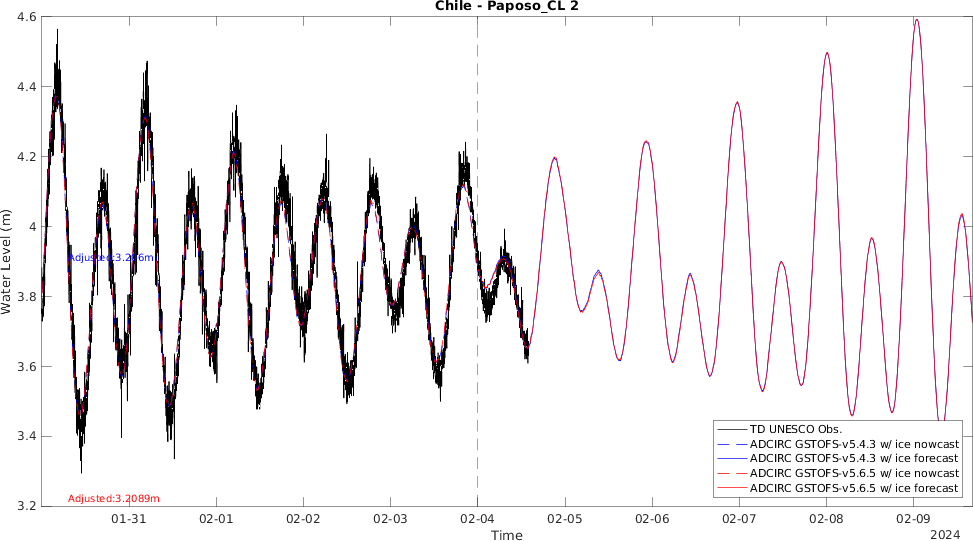 Chile - Paposo_CL 2
4.6
4.4
4.2
4
3.8
3.6
3.4
3.2
Water Level (m)
Adjusted:3.2089m
TD UNESCO Obs.
ADCIRC GSTOFS-v5.4.3 w/ ice nowcast
ADCIRC GSTOFS-v5.4.3 w/ ice forecast
ADCIRC GSTOFS-v5.6.5 w/ ice nowcast
ADCIRC GSTOFS-v5.6.5 w/ ice forecast
01-31
02-01
02-02
02-03
02-04
02-05
02-06
02-07
02-08
02-09
2024
Time